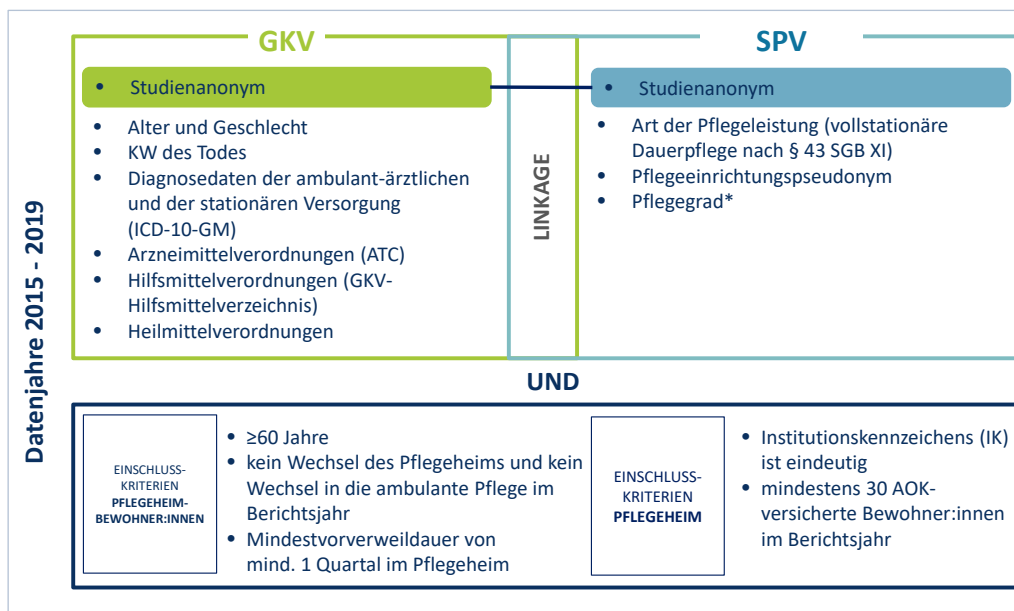 Datenjahre 2015 - 2019
GKV
• Studienanonym
• Alter und Geschlecht
• KW des Todes
• Diagnosedaten der ambulant-ärztlichen
und der stationären Versorgung
(ICD-10-GM)
• Arzneimittelverordnungen (ATC)
• Hilfsmittelverordnungen (GKV-
Hilfsmittelverzeichnis)
• Heilmittelverordnungen
LINKAGE
SPV
• Studienanonym
• Art der Pflegeleistung (vollstationäre
Dauerpflege nach § 43 SGB XI)
• Pflegeeinrichtungspseudonym
• Pflegegrad*
UND
EINSCHLUSS-
KRITERIEN
PFLEGEHEIM-
BEWOHNER:INNEN
• ≥60 Jahre
• kein Wechsel des Pflegeheims und kein
Wechsel in die ambulante Pflege im
Berichtsjahr
• Mindestvorverweildauer von
mind. 1 Quartal im Pflegeheim
EINSCHLUSS-
KRITERIEN
PFLEGEHEIM
• Institutionskennzeichens (IK)
ist eindeutig
• mindestens 30 AOK-
versicherte Bewohner:innen
im Berichtsjahr